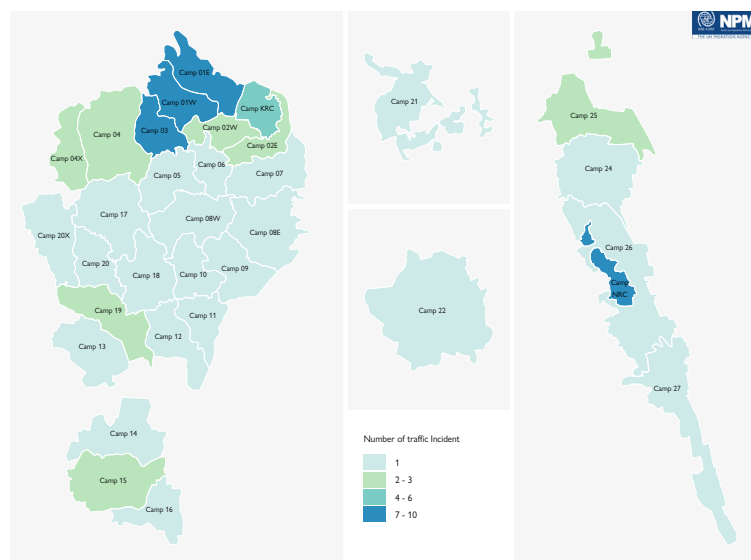 NPM
THE UN MIGRATION AGENCY
Camp 01E
Camp 01W
Camp KRC
Camp 03
Camp 02W
Camp 04
Camp 02E
Camp 04X
Camp 06
Camp 05
Camp 07
Camp 17
Camp 08W
Camp 20X
Camp 08E
Camp 20
Camp 18
Camp 10
Camp 09
Camp 19
Camp 11
Camp 12
Camp 13
Camp 14
Camp 15
Camp 16
Camp 21
Camp 22
Number of traffic Incident
1
2 - 3
4 - 6
7 - 10
Camp 25
Camp 24
Camp 26
Camp
NRC
Camp 27